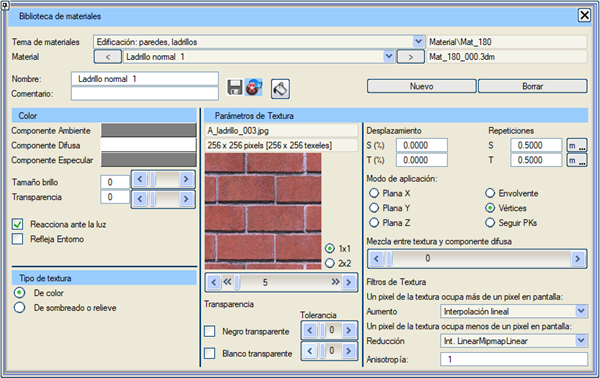 Biblioteca de materiales
Tema de materiales Edificación: paredes, ladrillos Material\Mat_180
Material < Ladrillo normal 1 > Mat_180_000.3dm
Nombre: Ladrillo normal 1
Comentario:
Nuevo Borrar
Color
Componente Ambiente
Componente Difusa
Componente Especular
Tamaño brillo 0
Transparencia 0
Reacciona ante la luz
Refleja Entorno
Tipo de textura
De color
De sombreado o relieve
Parámetros de Textura
A_ladrillo_003.jpg
256 x 256 pixels [256 x 256 texeles]
1x1
2x2
< << 5 >> >
Transparencia
Tolerancia
Negro transparente < 0 >
Blanco transparente < 0 >
Desplazamiento Repeticiones
S (%) 0.0000 S 0.5000 m ...
T (%) 0.0000 T 0.5000 m ...
Modo de aplicación:
Plana X Envolvente
Plana Y Vértices
Plana Z Seguir PKs
Mezcla entre textura y componente difusa
< 0 >
Filtros de Textura
Un pixel de la textura ocupa más de un pixel en pantalla:
Aumento Interpolación lineal
Un pixel de la textura ocupa menos de un pixel en pantalla:
Reducción Int. LinearMipmapLinear
Anisotropía: 1